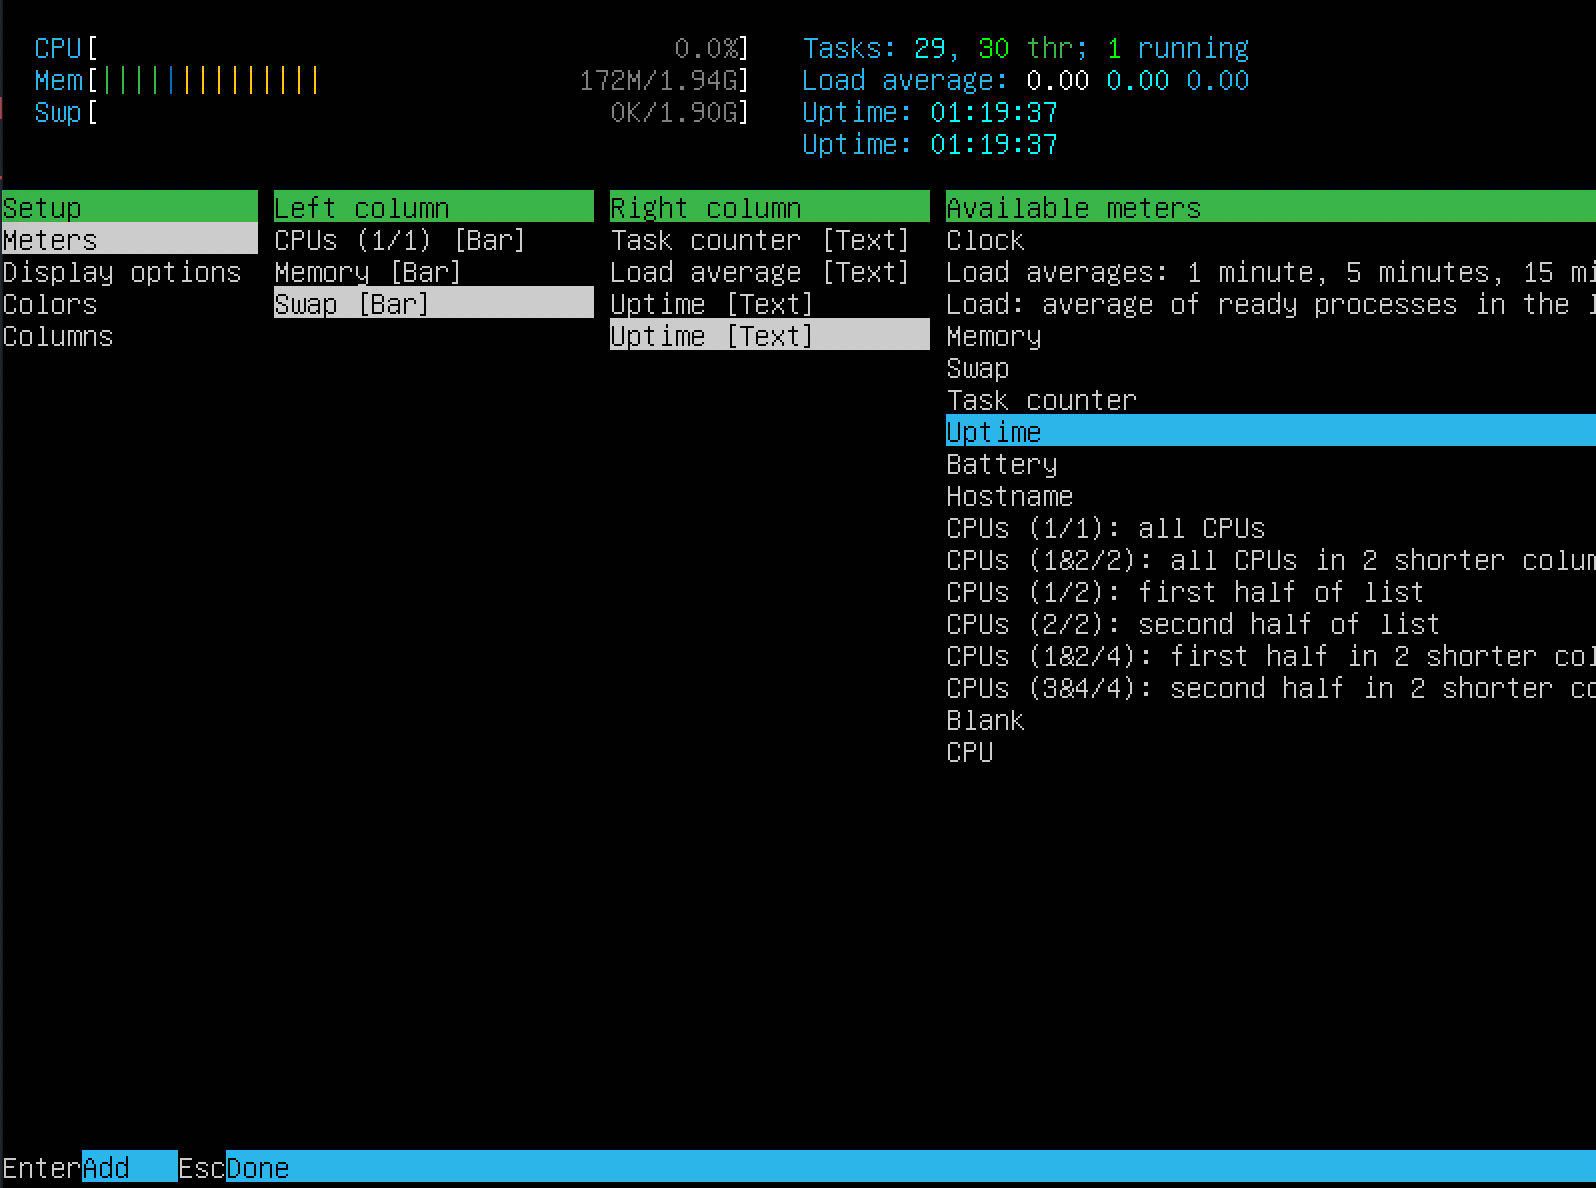 CPU[ 0.0%]
Mem[|||||||||||||| 172M/1.94G]
Swp[ 0K/1.90G]
Tasks: 29, 30 thr; 1 running
Load average: 0.00 0.00 0.00
Uptime: 01:19:37
Uptime: 01:19:37
Setup
Meters
Display options
Colors
Columns
Left column
CPUs (1/1) [Bar]
Memory [Bar]
Swap [Bar]
Right column
Task counter [Text]
Load average [Text]
Uptime [Text]
Uptime [Text]
Available meters
Clock
Load averages: 1 minute, 5 minutes, 15 mi
Load: average of ready processes in the l
Memory
Swap
Task counter
Uptime
Battery
Hostname
CPUs (1/1): all CPUs
CPUs (1&2/2): all CPUs in 2 shorter colum
CPUs (1/2): first half of list
CPUs (2/2): second half of list
CPUs (1&2/4): first half in 2 shorter col
CPUs (3&4/4): second half in 2 shorter co
Blank
CPU
EnterAdd EscDone